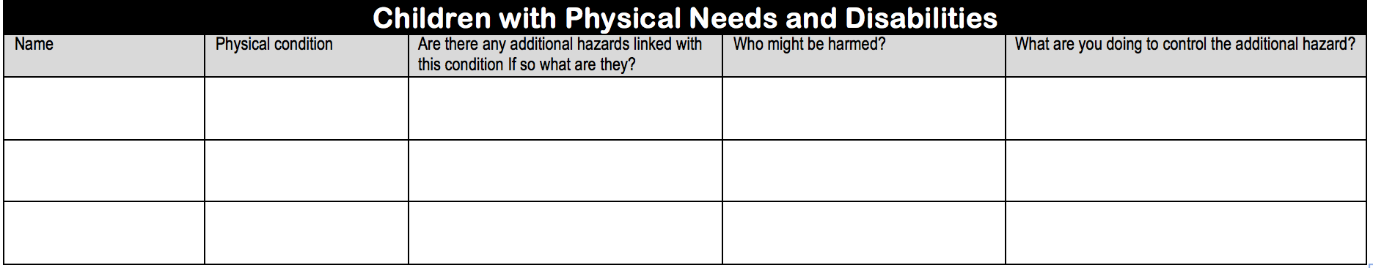 Children with Physical Needs and Disabilities
Name
Physical condition
Are there any additional hazards linked with
this condition If so what are they?
Who might be harmed?
What are you doing to control the additional hazard?